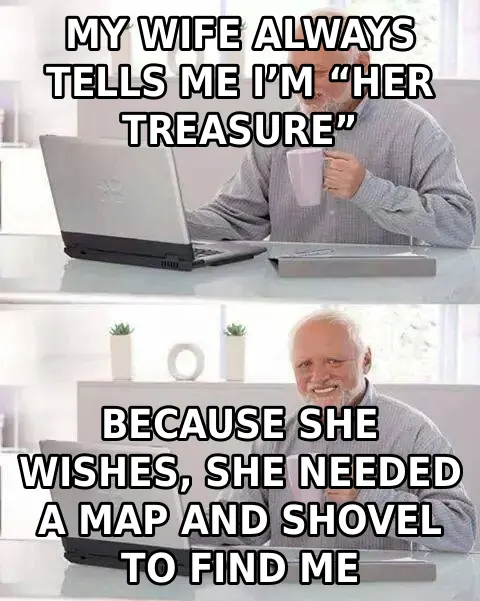 MY WIFE ALWAYS
TELLS ME I'M “HER
TREASURE”
BECAUSE SHE
WISHES, SHE NEEDED
A MAP AND SHOVEL
TO FIND ME